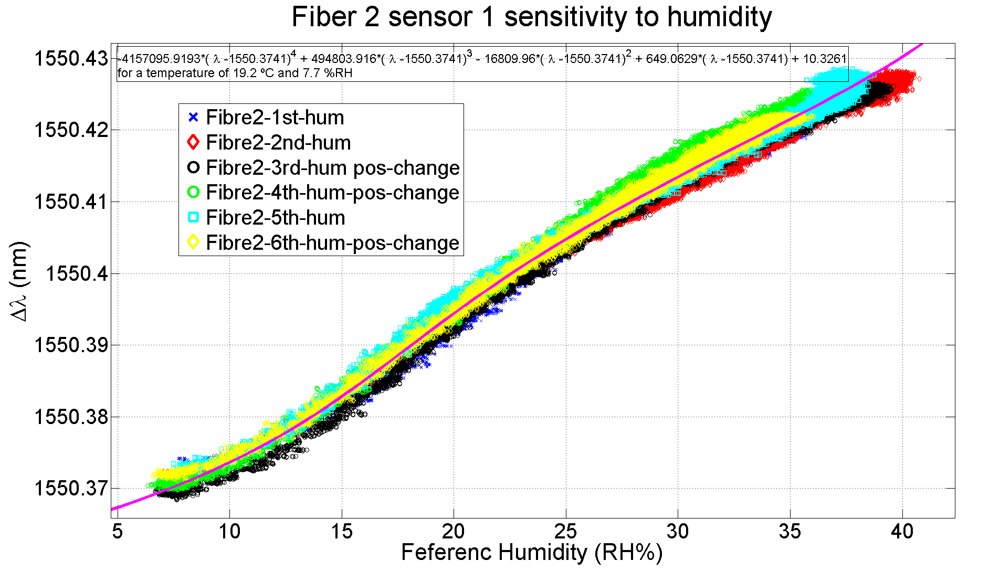 Fiber 2 sensor 1 sensitivity to humidity
-4157095.9193*( λ -1550.3741)^4 + 494803.916*( λ -1550.3741)^3 - 16809.96*( λ -1550.3741)^2 + 649.0629*( λ -1550.3741) + 10.3261
for a temperature of 19.2 ºC and 7.7 %RH
Fibre2-1st-hum
Fibre2-2nd-hum
Fibre2-3rd-hum pos-change
Fibre2-4th-hum-pos-change
Fibre2-5th-hum
Fibre2-6th-hum-pos-change
1550.43
1550.42
1550.41
1550.4
1550.39
1550.38
1550.37
Δλ (nm)
5 10 15 20 25 30 35 40
Feferenc Humidity (RH%)